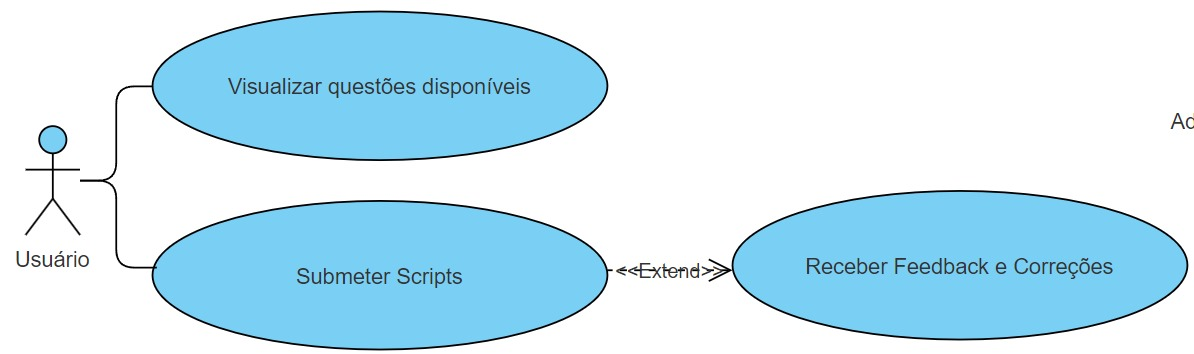 Visualizar questões disponíveis
Ad
Usuário
Submeter Scripts
<<Extend>>
Receber Feedback e Correções